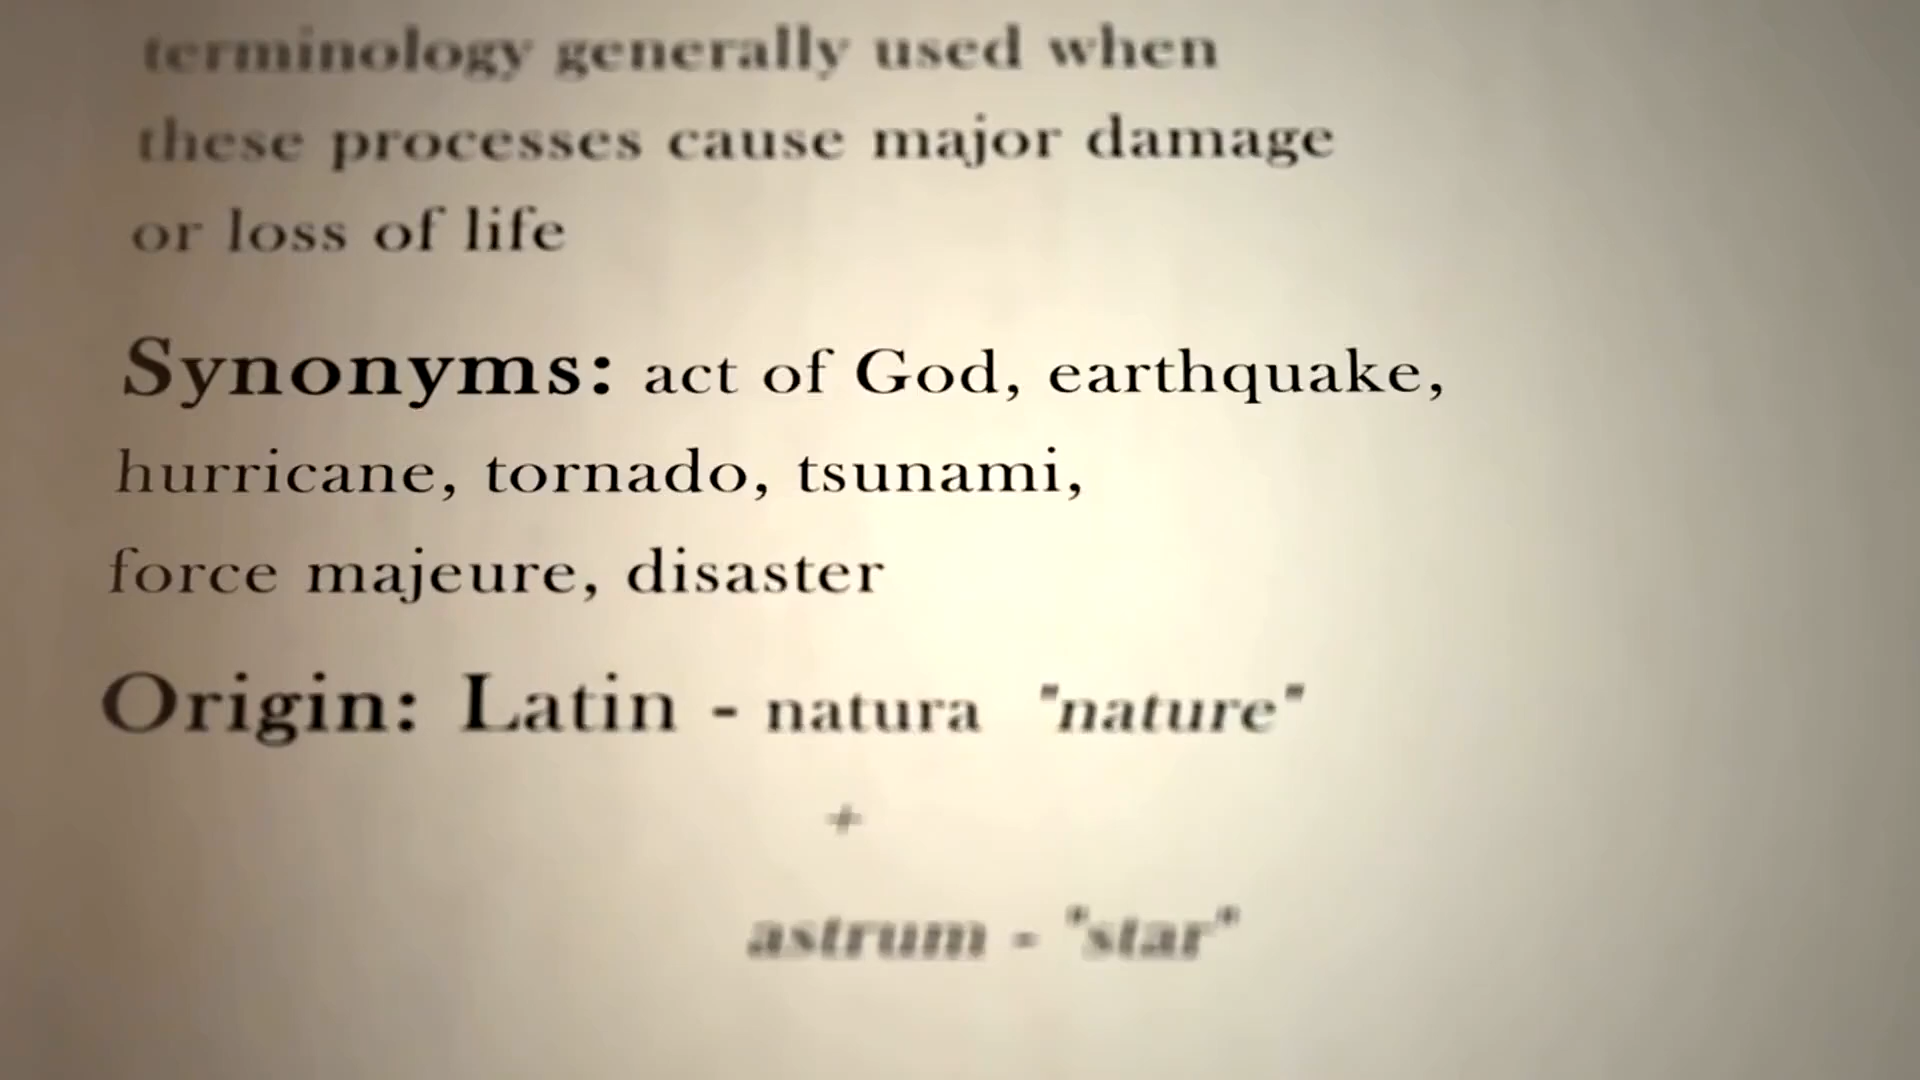 terminology generally used when
these processes cause major damage
or loss of life
Synonyms: act of God, earthquake,
hurricane, tornado, tsunami,
force majeure, disaster
Origin: Latin - natura "nature"
+
astrum - "star"